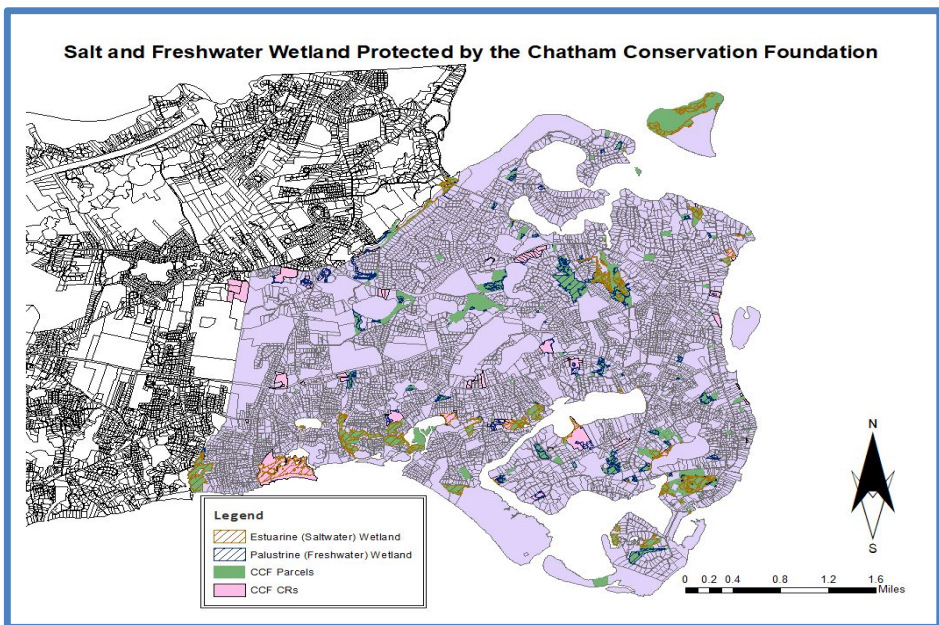 Salt and Freshwater Wetland Protected by the Chatham Conservation Foundation
N
S
Legend
Estuarine (Saltwater) Wetland
Palustrine (Freshwater) Wetland
CCF Parcels
CCF CRs
0 0.2 0.4 0.8 1.2 1.6
Miles